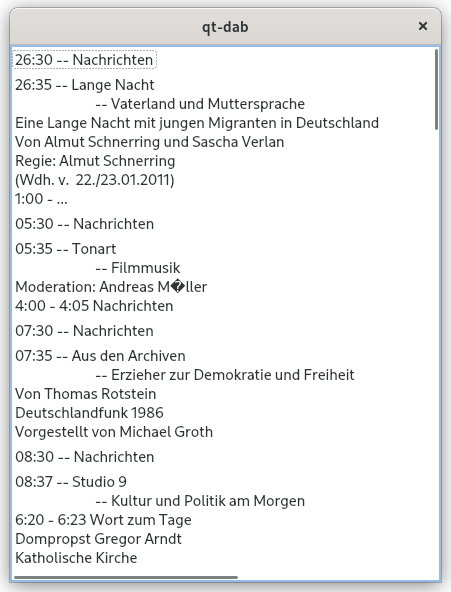 qt-dab
26:30 -- Nachrichten
26:35 -- Lange Nacht
-- Vaterland und Muttersprache
Eine Lange Nacht mit jungen Migranten in Deutschland
Von Almut Schnerring und Sascha Verlan
Regie: Almut Schnerring
(Wdh. v.  22./23.01.2011)
1:00 - ...
05:30 -- Nachrichten
05:35 -- Tonart
-- Filmmusik
Moderation: Andreas M�ller
4:00 - 4:05 Nachrichten
07:30 -- Nachrichten
07:35 -- Aus den Archiven
-- Erzieher zur Demokratie und Freiheit
Von Thomas Rotstein
Deutschlandfunk 1986
Vorgestellt von Michael Groth
08:30 -- Nachrichten
08:37 -- Studio 9
-- Kultur und Politik am Morgen
6:20 - 6:23 Wort zum Tage
Dompropst Gregor Arndt
Katholische Kirche